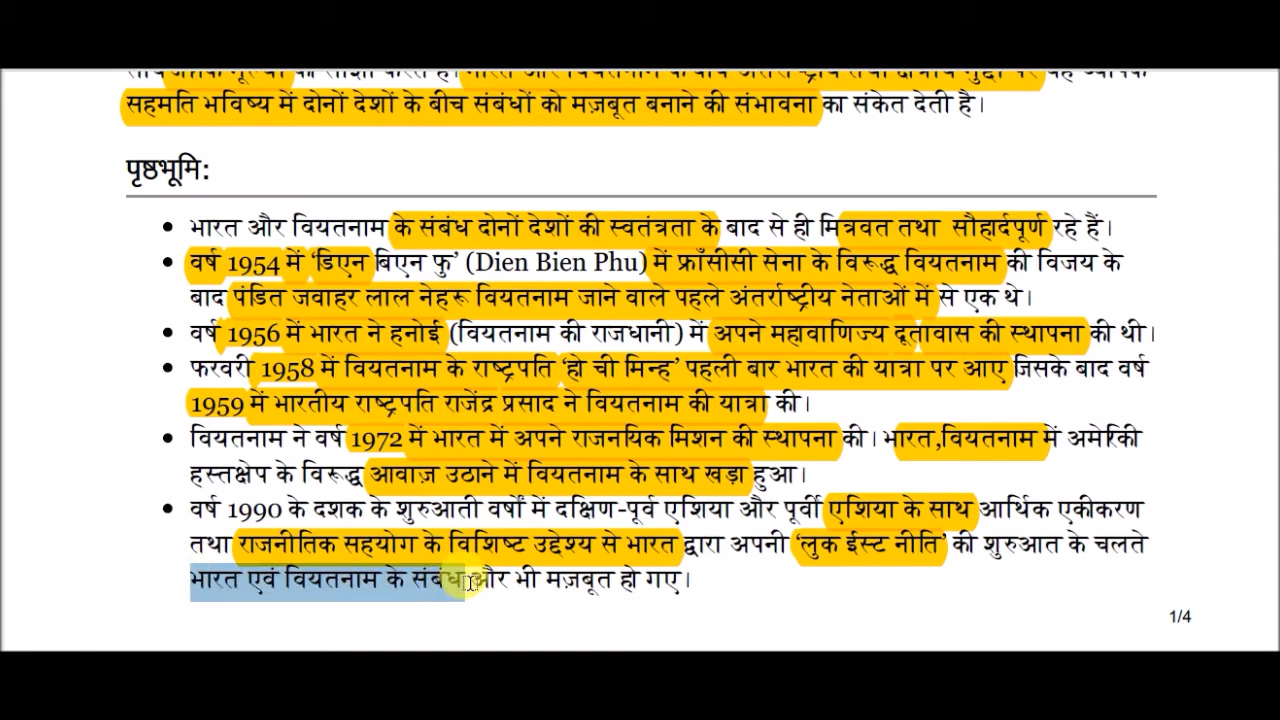 सहमति भविष्य में दोनों देशों के बीच संबंधों को मज़बूत बनाने की संभावना का संकेत देती है।
पृष्ठभूमि:
• भारत और वियतनाम के संबंध दोनों देशों की स्वतंत्रता के बाद से ही मित्रवत तथा सौहार्दपूर्ण रहे हैं।
• वर्ष 1954 में ‘डिएन बिएन फु’ (Dien Bien Phu) में फ्राँसीसी सेना के विरूद्ध वियतनाम की विजय के
बाद पंडित जवाहर लाल नेहरू वियतनाम जाने वाले पहले अंतर्राष्ट्रीय नेताओं में से एक थे।
• वर्ष 1956 में भारत ने हनोई (वियतनाम की राजधानी) में अपने महावाणिज्य दूतावास की स्थापना की थी।
• फरवरी 1958 में वियतनाम के राष्ट्रपति ‘हो ची मिन्ह’ पहली बार भारत की यात्रा पर आए जिसके बाद वर्ष
1959 में भारतीय राष्ट्रपति राजेंद्र प्रसाद ने वियतनाम की यात्रा की।
• वियतनाम ने वर्ष 1972 में भारत में अपने राजनयिक मिशन की स्थापना की। भारत,वियतनाम में अमेरिकी
हस्तक्षेप के विरूद्ध आवाज़ उठाने में वियतनाम के साथ खड़ा हुआ।
• वर्ष 1990 के दशक के शुरुआती वर्षों में दक्षिण-पूर्व एशिया और पूर्वी एशिया के साथ आर्थिक एकीकरण
तथा राजनीतिक सहयोग के विशिष्ट उद्देश्य से भारत द्वारा अपनी ‘लुक ईस्ट नीति’ की शुरुआत के चलते
भारत एवं वियतनाम के संबंध और भी मज़बूत हो गए।
1/4